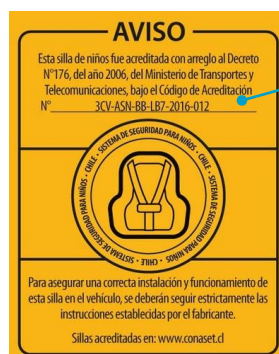 AVISO
Esta silla de niños fue acreditada con arreglo al Decreto
N°176, del año 2006, del Ministerio de Transportes y
Telecomunicaciones, bajo el Código de Acreditación
N° 3CV-ASN-BB-LB7-2016-012
SISTEMA DE SEGURIDAD PARA NIÑOS · CHILE · SISTEMA DE SEGURIDAD PARA NIÑOS · CHILE · SISTEMA DE SEGURIDAD PARA NIÑOS · CHILE ·
Para asegurar una correcta instalación y funcionamiento de
esta silla en el vehículo, se deberán seguir estrictamente las
instrucciones establecidas por el fabricante.
Sillas acreditadas en: www.conaset.cl